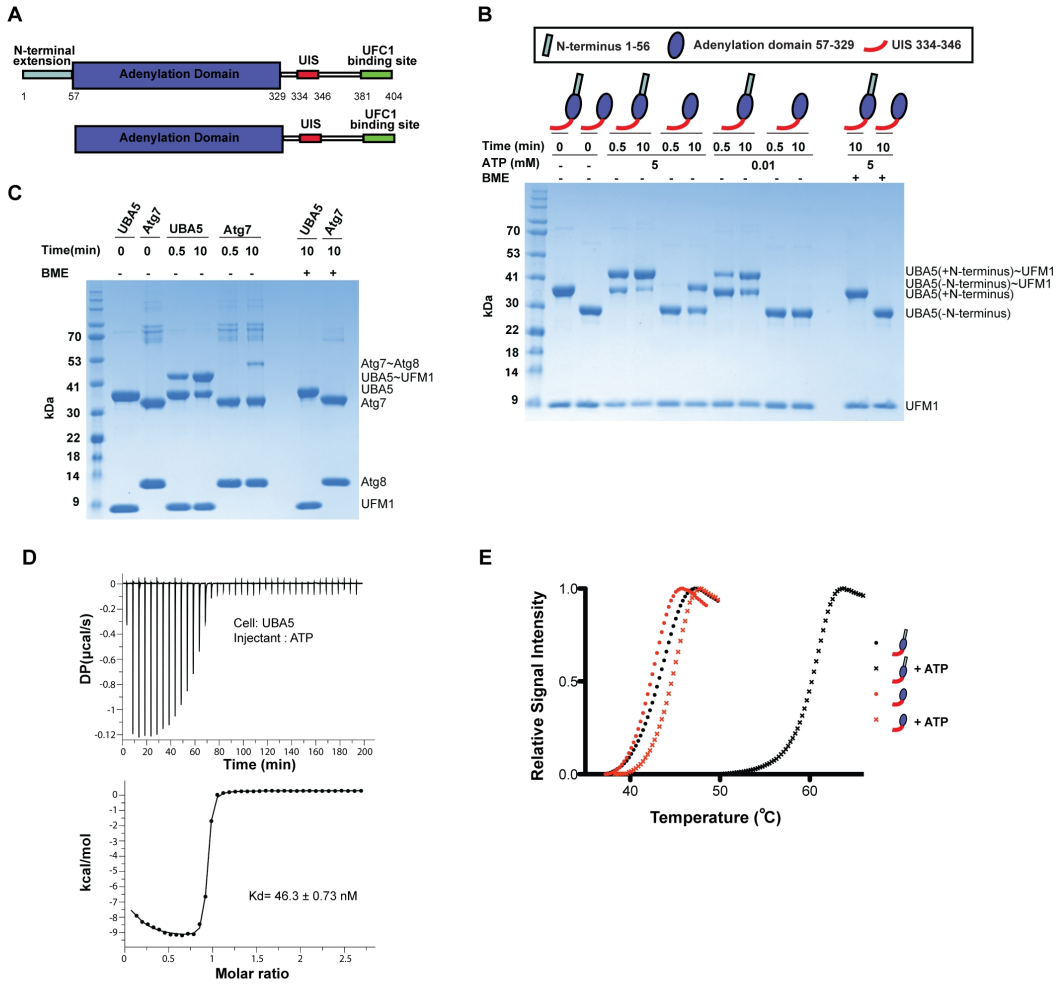 A
N-terminal
extension
Adenylation Domain
UIS
UFC1
binding site
1 57 329 334 346 381 404
Adenylation Domain
UIS
UFC1
binding site
B
N-terminus 1-56 Adenylation domain 57-329 UIS 334-346
Time (min) 0 0 0.5 10 0.5 10 0.5 10 0.5 10 10 10
ATP (mM) - - 5 0.01 5
BME - - - - - - - - - - + +
kDa
70
53
41
30
22
18
14
9
UBA5(+N-terminus)~UFM1
UBA5(-N-terminus)~UFM1
UBA5(+N-terminus)
UBA5(-N-terminus)
UFM1
C
UBA5 Atg7 UBA5 Atg7 UBA5 Atg7
Time(min) 0 0 0.5 10 0.5 10 10 10
BME - - - - - - + +
kDa
70
53
41
30
22
18
14
9
Atg7~Atg8
UBA5~UFM1
UBA5
Atg7
Atg8
UFM1
D
DP(µcal/s)
0
-0.2
-0.4
-0.6
-0.8
-1
-0.12
Cell: UBA5
Injectant : ATP
0 20 40 60 80 100 120 140 160 180 200
Time (min)
kcal/mol
0
-1
-2
-3
-4
-5
-6
-7
-8
-9
Kd= 46.3 ± 0.73 nM
0 0.5 1 1.5 2 2.5
Molar ratio
E
Relative Signal Intensity
1.0
0.5
0.0
40 50 60
Temperature (°C)
+ ATP
+ ATP